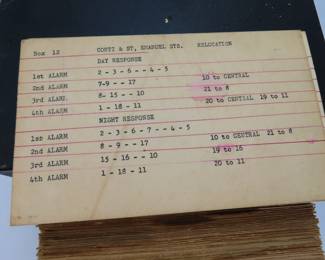 Box 12 CONTI & ST, EMANUEL STS. RELOCATION
DAY RESPONSE
1st ALARM 2 - 3 - 6 - - 4 - 5
2nd ALARM 7-9 - - 17 10 to CENTRAL
3rd ALARM 8- 15 - - 10 21 to 8
4th ALARM 1 - 18 - 11 20 to CENTRAL 19 to 11
NIGHT RESPONSE
1st ALARM 2 - 3 - 6 - 7 - - 4 - 5
2nd ALARM 8 - 9 - - 17 10 to CENTRAL 21 to 8
3rd ALARM 15 - 16 - - 10 19 to 16
4th ALARM 1 - 18 - 11 20 to 11